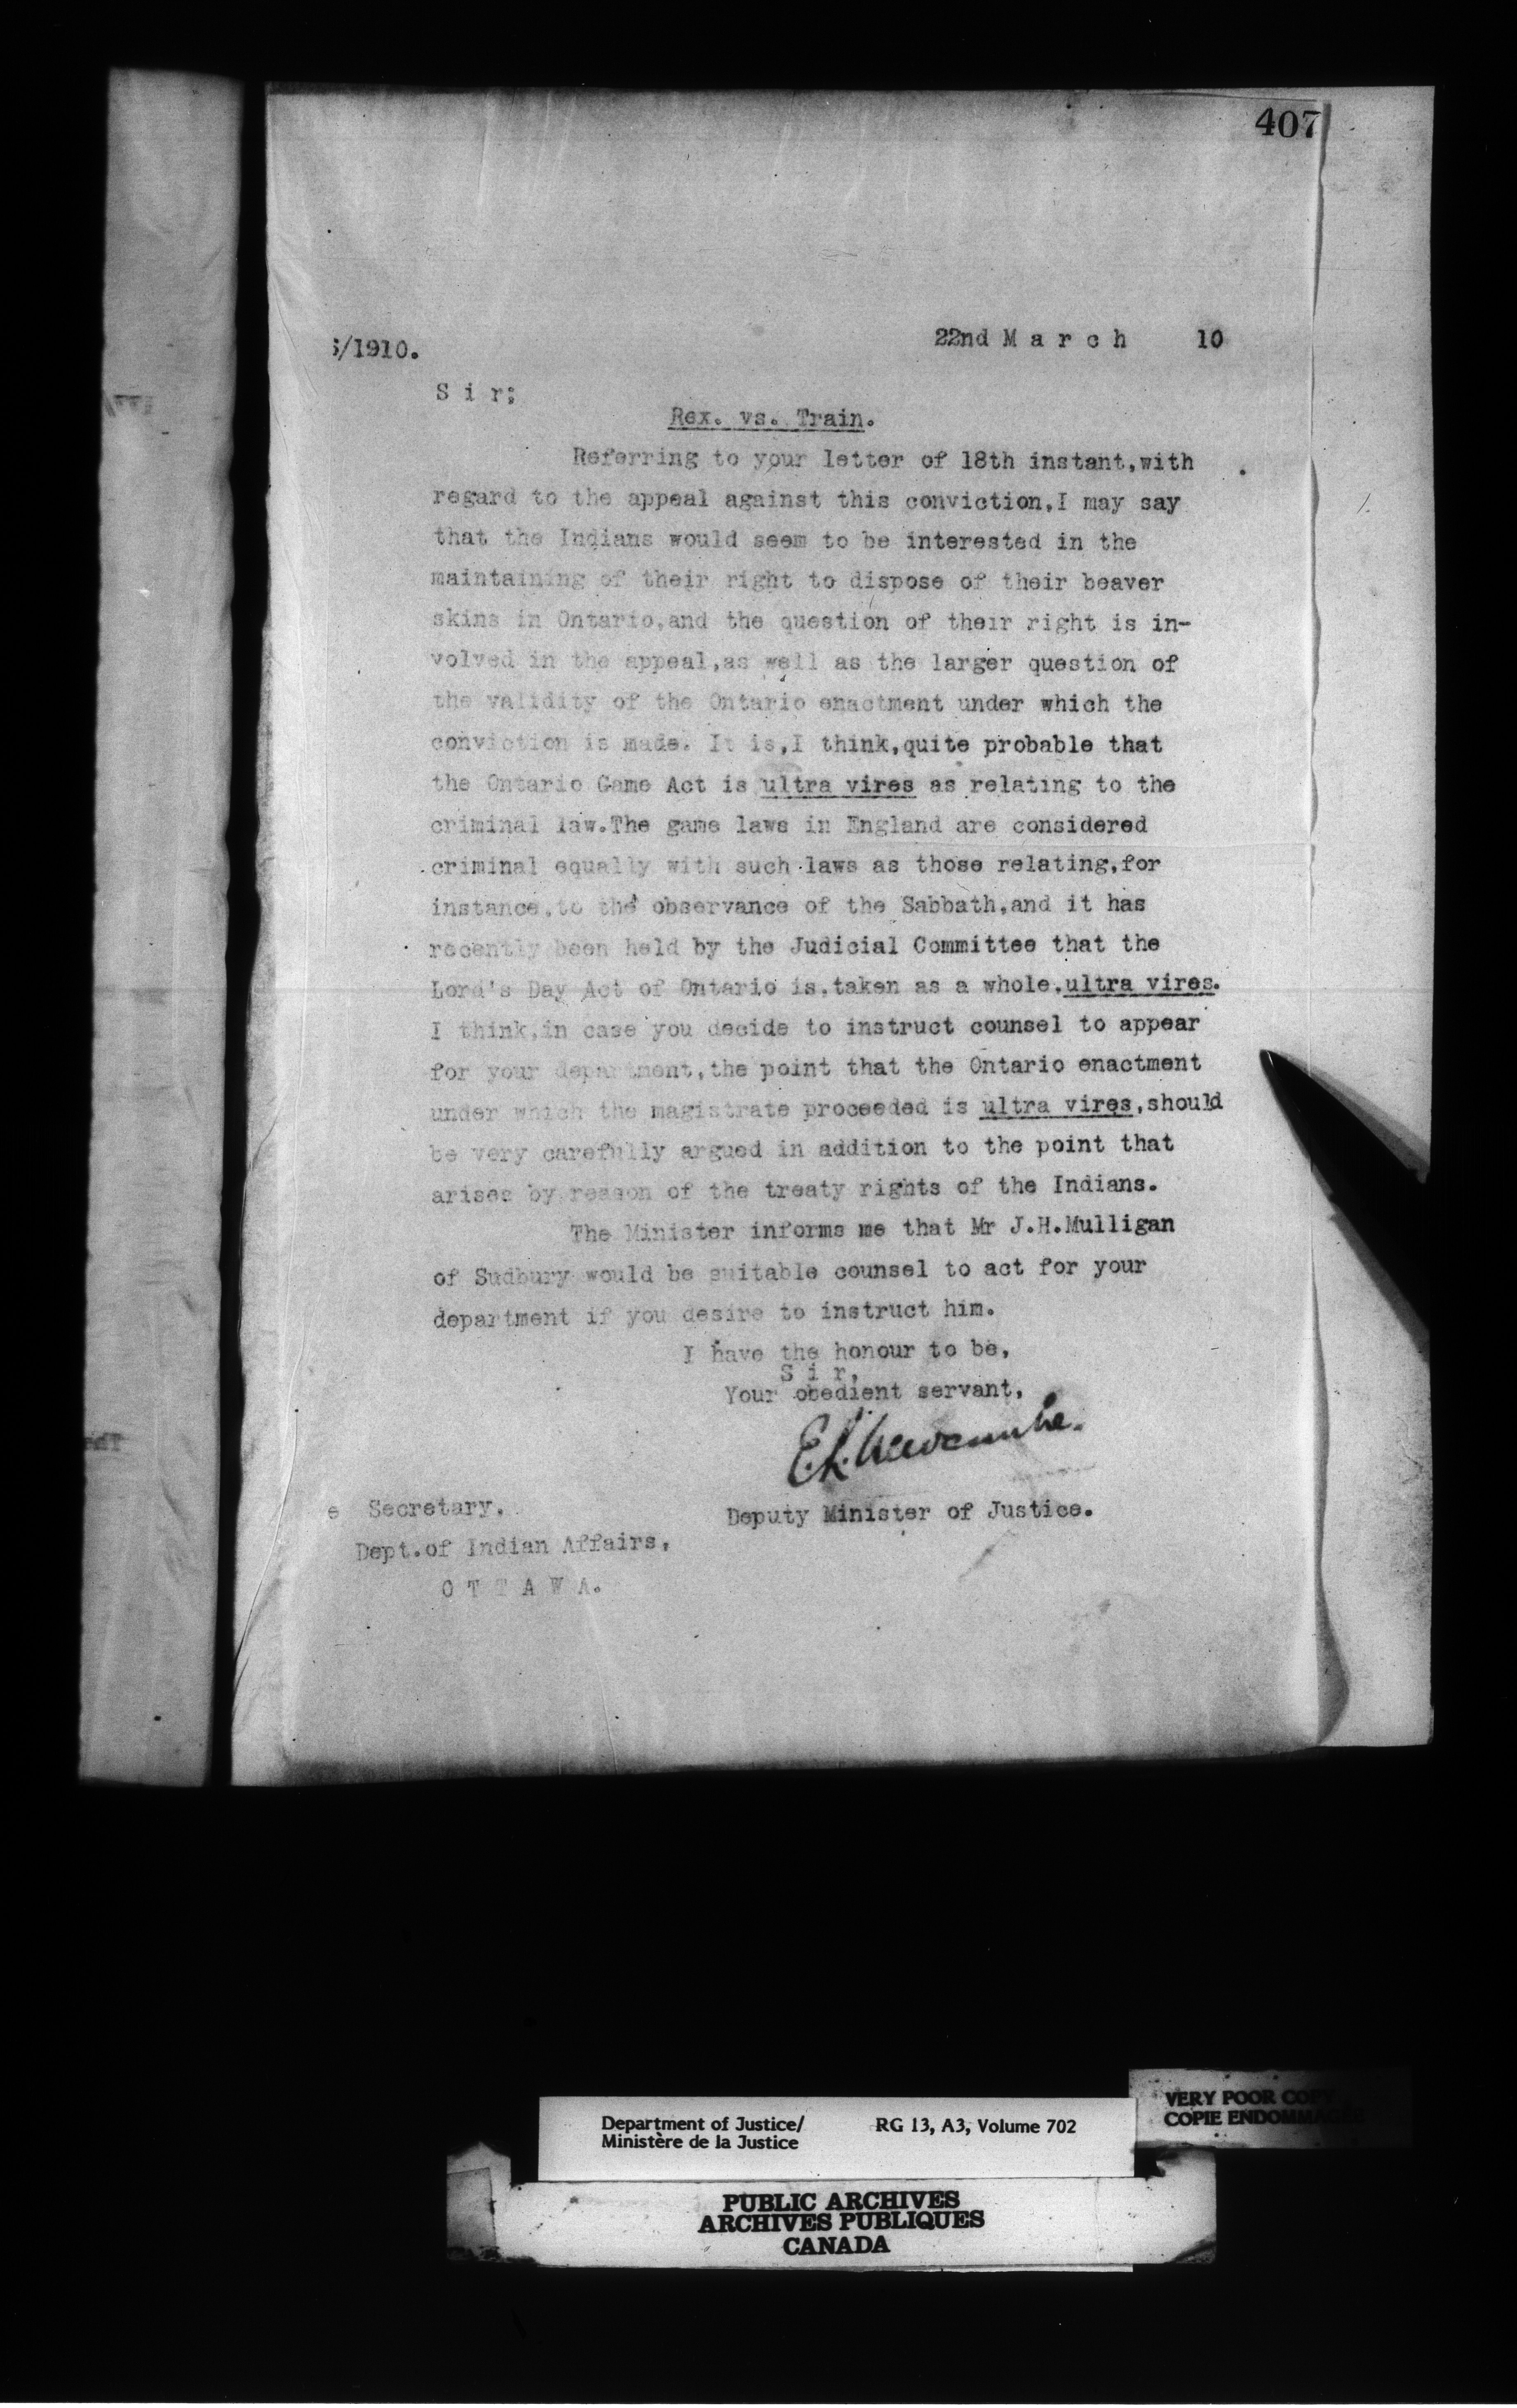 407
5/1910.
22nd M a r c h 10
S i r;
Rex. vs. Train.
Referring to your letter of 18th instant,with
regard to the appeal against this conviction,I may say
that the Indians would seem to be interested in the
maintaining of their right to dispose of their beaver
skins in Ontario,and the question of their right is in-
volved in the appeal,as well as the larger question of
the validity of the Ontario enactment under which the
conviction is made. It is,I think,quite probable that
the Ontario Game Act is ultra vires as relating to the
criminal law.The game laws in England are considered
criminal equally with such laws as those relating,for
instance,to the observance of the Sabbath,and it has
recently been held by the Judicial Committee that the
Lord's Day Act of Ontario is,taken as a whole,ultra vires.
I think,in case you decide to instruct counsel to appear
for your department,the point that the Ontario enactment
under which the magistrate proceeded is ultra vires,should
be very carefully argued in addition to the point that
arises by reason of the treaty rights of the Indians.
The Minister informs me that Mr J.H.Mulligan
of Sudbury would be suitable counsel to act for your
department if you desire to instruct him.
I have the honour to be,
S i r,
Your obedient servant,
E.L. Newcombe.
Deputy Minister of Justice.
e Secretary,
Dept.of Indian Affairs,
O T T A W A.
VERY POOR COPY
COPIE ENDOMMAGÉE
Department of Justice/ RG 13, A3, Volume 702
Ministère de la Justice
PUBLIC ARCHIVES
ARCHIVES PUBLIQUES
CANADA